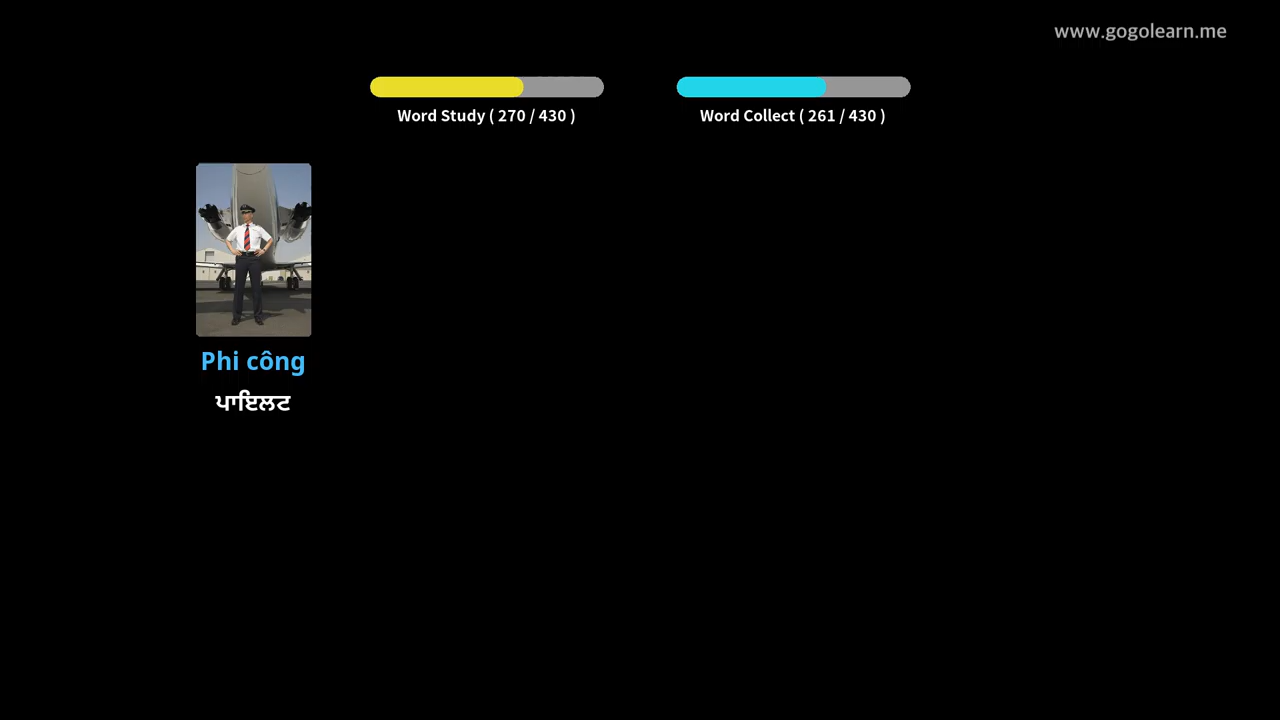 www.gogolearn.me
Word Study ( 270 / 430 )
Word Collect ( 261 / 430 )
Phi công
ਪਾਇਲਟ